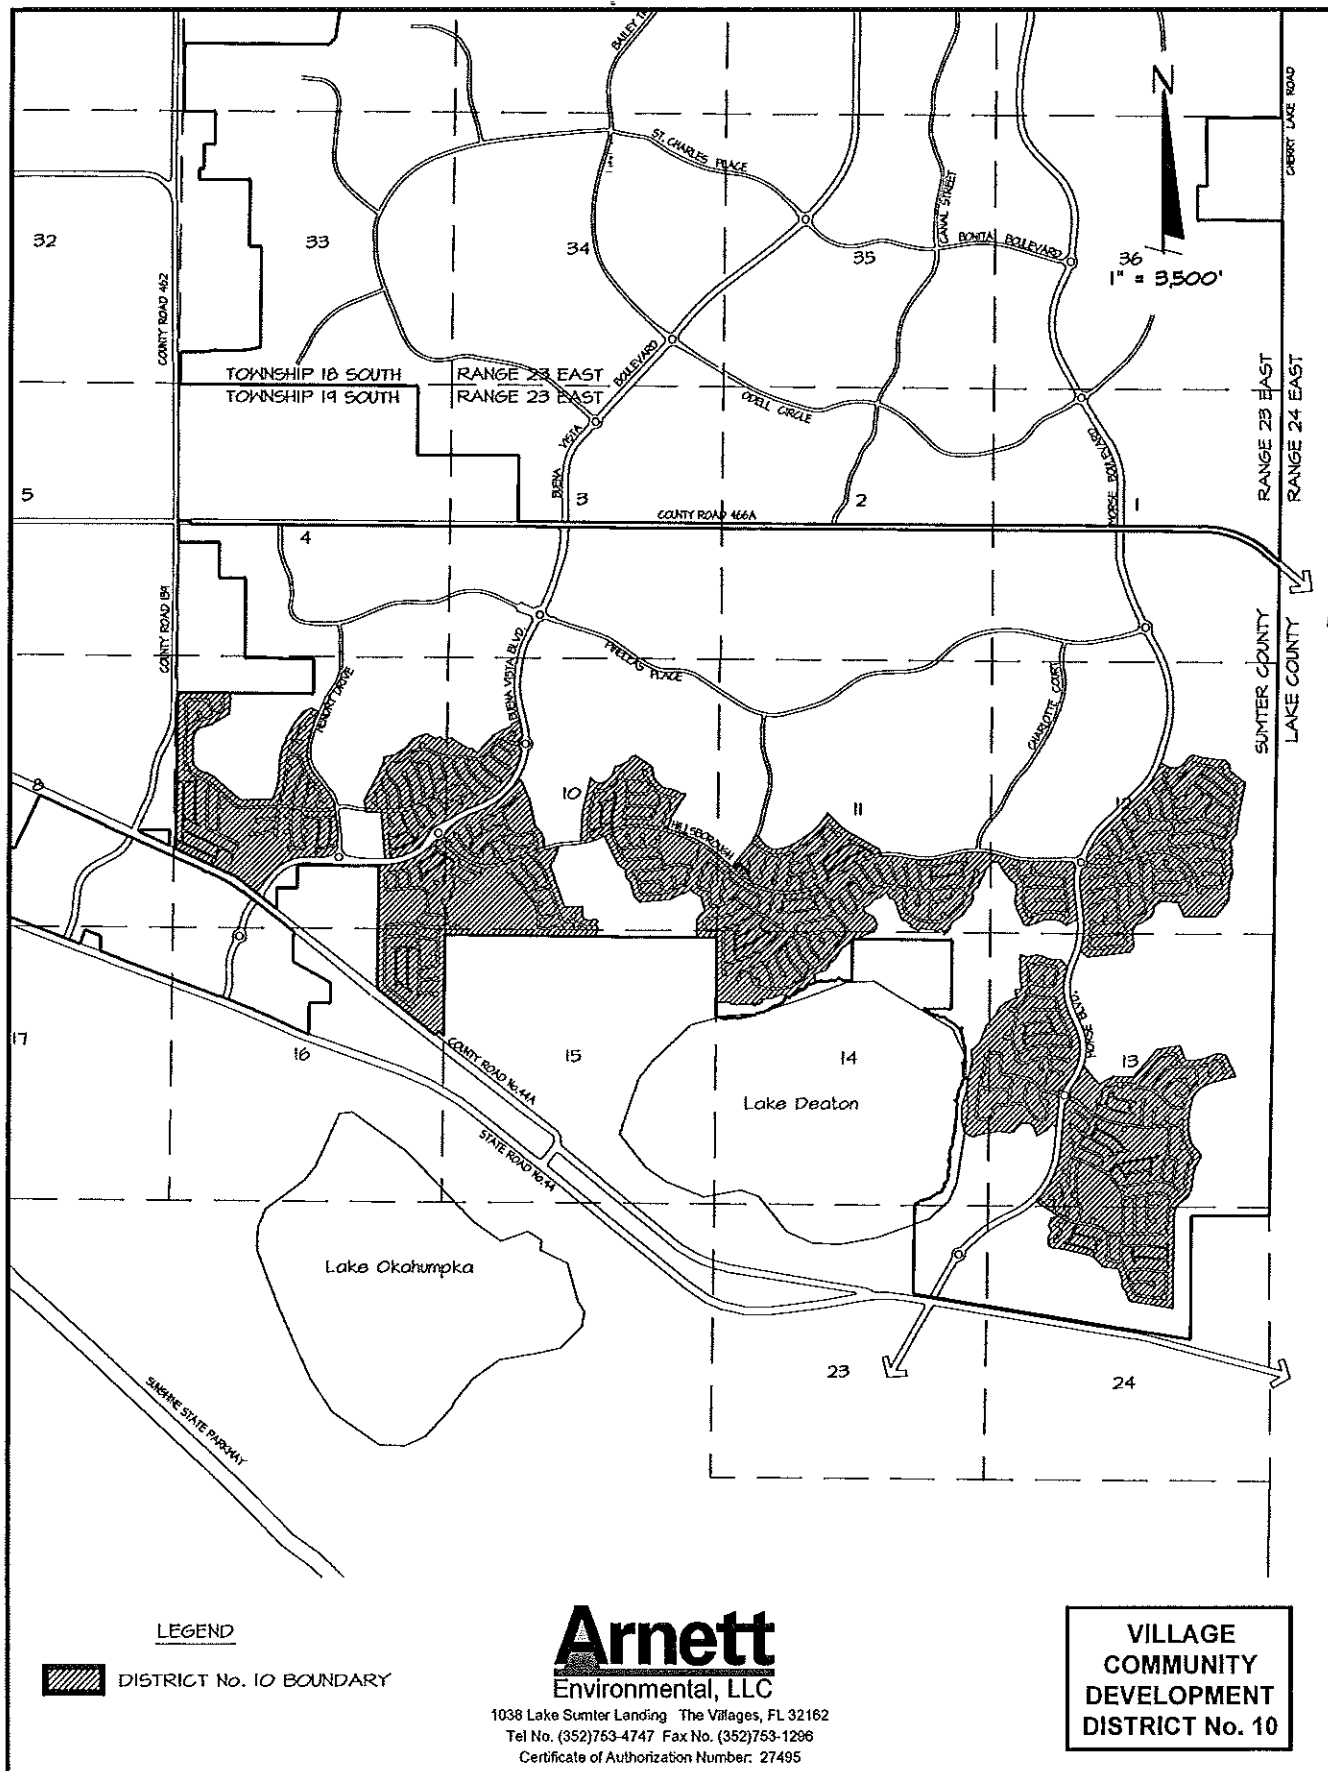 BAILEY
CHERRY LAKE ROAD
N
ST. CHARLES PLACE
CANAL STREET
BONITA BOULEVARD
32
33
34
35
36
1" = 3,500'
COUNTY ROAD 462
TOWNSHIP 18 SOUTH
RANGE 23 EAST
TOWNSHIP 19 SOUTH
RANGE 23 EAST
BUENA VISTA BOULEVARD
ODELL CIRCLE
MORSE BOULEVARD
RANGE 23 EAST
RANGE 24 EAST
5
3
2
1
COUNTY ROAD 466A
4
COUNTY ROAD 139
BUENA VISTA BLVD.
PINELLAS PLACE
CHARLOTTE COURT
SUMTER COUNTY
LAKE COUNTY
DRIVE
8
10
11
12
HILLSBOROUGH
MORSE BLVD.
17
16
15
14
13
COUNTY ROAD No.44A
Lake Deaton
STATE ROAD No.44
Lake Okahumpka
23
24
SUNSHINE STATE PARKWAY
LEGEND
DISTRICT No. 10 BOUNDARY
Arnett
Environmental, LLC
1038 Lake Sumter Landing The Villages, FL 32162
Tel No. (352)753-4747 Fax No. (352)753-1296
Certificate of Authorization Number: 27495
VILLAGE
COMMUNITY
DEVELOPMENT
DISTRICT No. 10